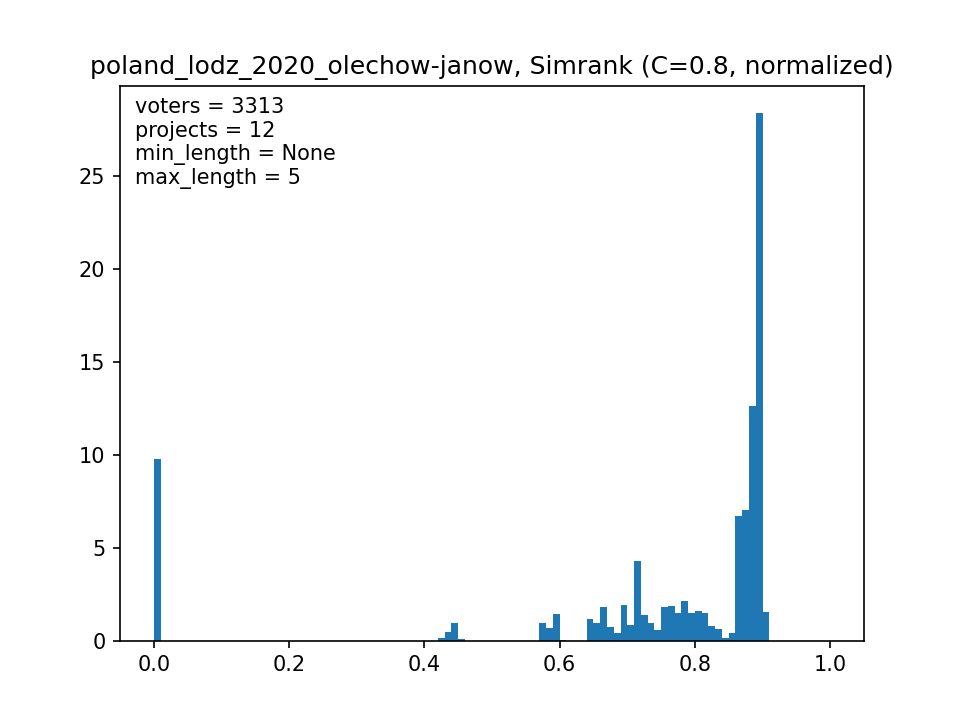 poland_lodz_2020_olechow-janow, Simrank (C=0.8, normalized)
voters = 3313
projects = 12
min_length = None
max_length = 5
25
20
15
10
5
0
0.0 0.2 0.4 0.6 0.8 1.0